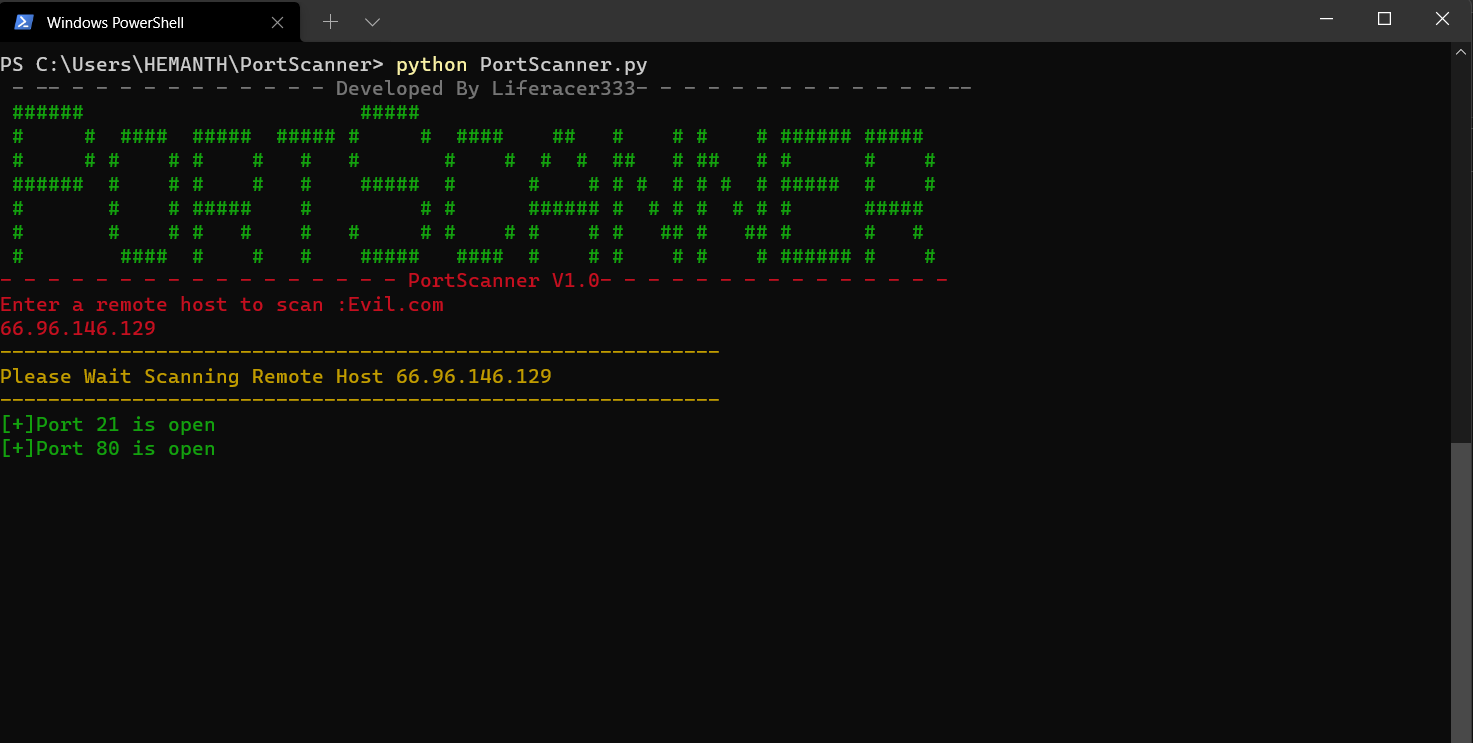 Windows PowerShell
PS C:\Users\HEMANTH\PortScanner> python PortScanner.py
- -- - - - - - - - - - - - Developed By Liferacer333- - - - - - - - - - - - - --
PORTSCANNER
- - - - - - - - - - - - - - - - - PortScanner V1.0- - - - - - - - - - - - - - -
Enter a remote host to scan :Evil.com
66.96.146.129
------------------------------------------------------------
Please Wait Scanning Remote Host 66.96.146.129
------------------------------------------------------------
[+]Port 21 is open
[+]Port 80 is open